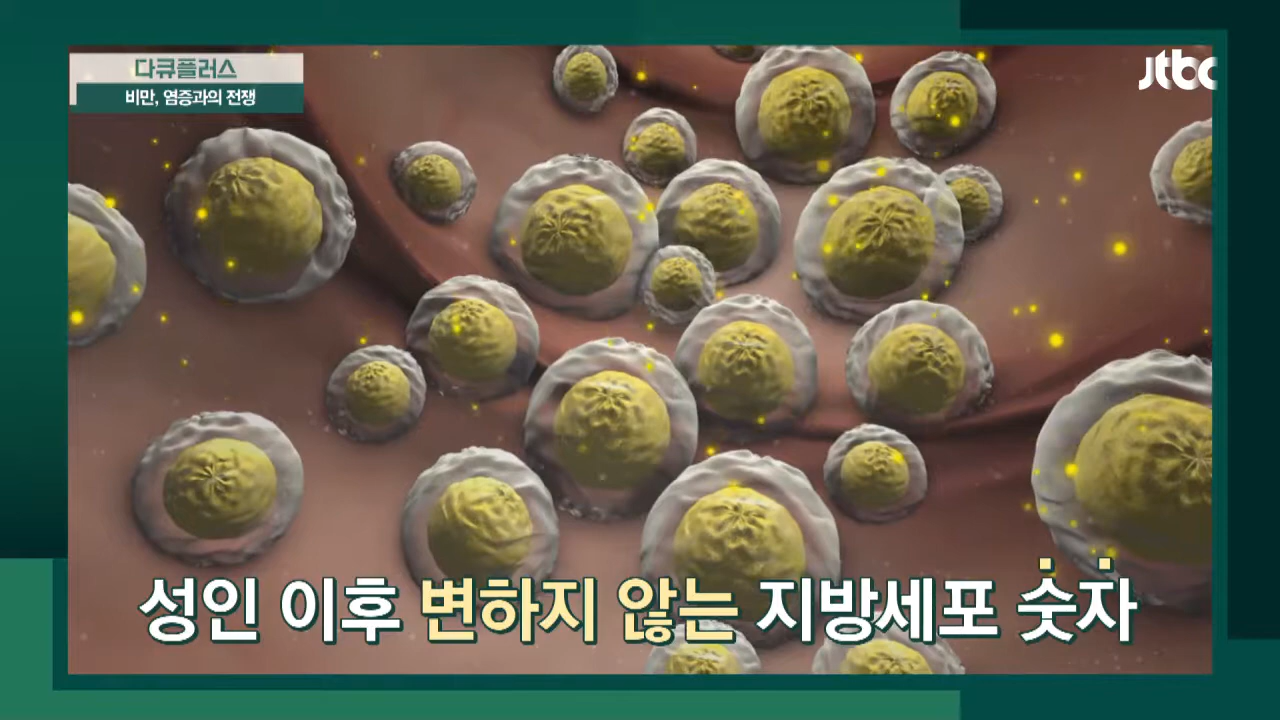 다큐플러스
비만, 염증과의 전쟁
jtbc
성인 이후 변하지 않는 지방세포 숫자